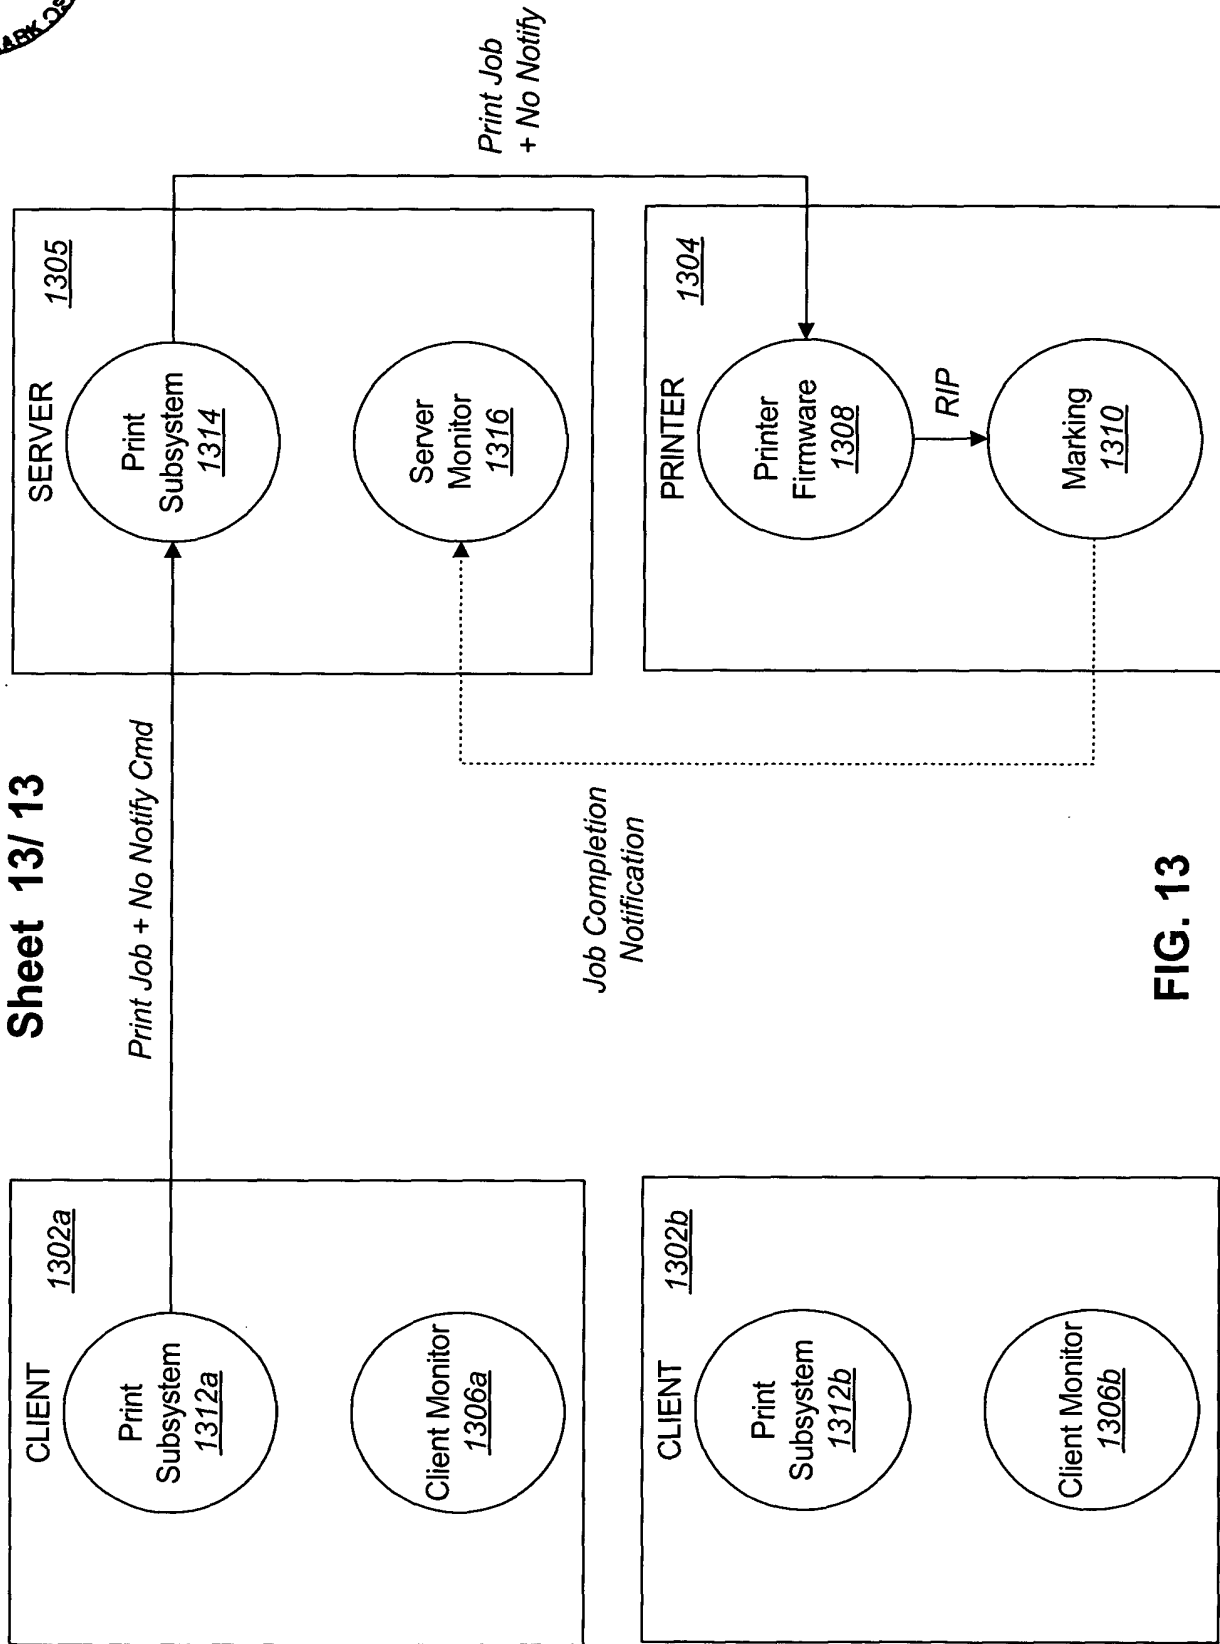 Sheet 13/ 13
CLIENT
1302a
Print
Subsystem
1312a
Client Monitor
1306a
Print Job + No Notify Cmd
SERVER
1305
Print
Subsystem
1314
Server
Monitor
1316
Print Job
+ No Notify
CLIENT
1302b
Print
Subsystem
1312b
Client Monitor
1306b
Job Completion
Notification
PRINTER
1304
Printer
Firmware
1308
RIP
Marking
1310
FIG. 13